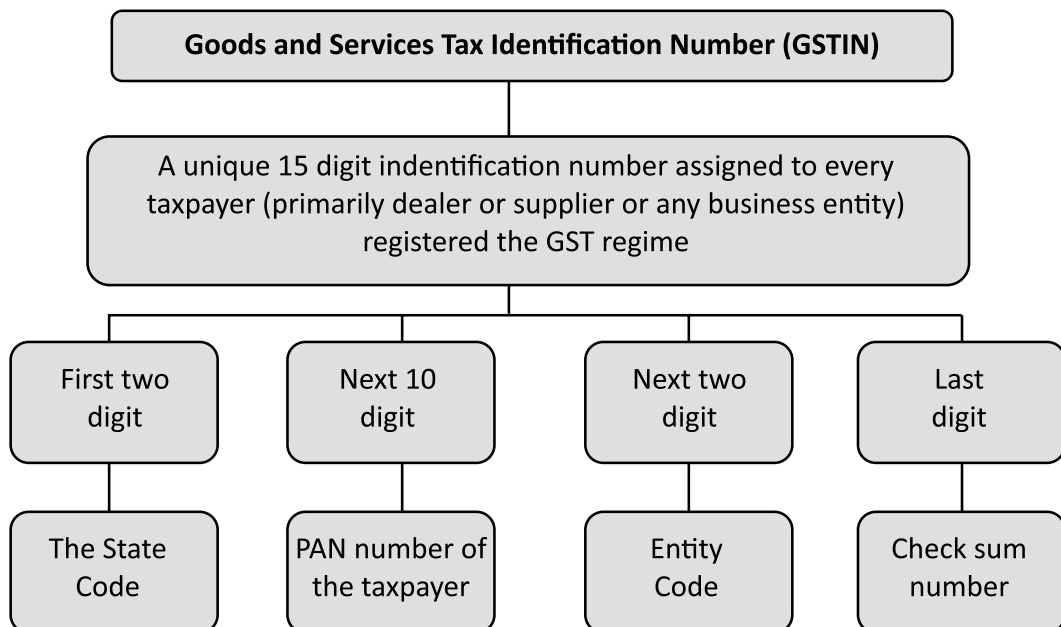 Goods and Services Tax Identification Number (GSTIN)
A unique 15 digit indentification number assigned to every
taxpayer (primarily dealer or supplier or any business entity)
registered the GST regime
First two
digit
Next 10
digit
Next two
digit
Last
digit
The State
Code
PAN number of
the taxpayer
Entity
Code
Check sum
number